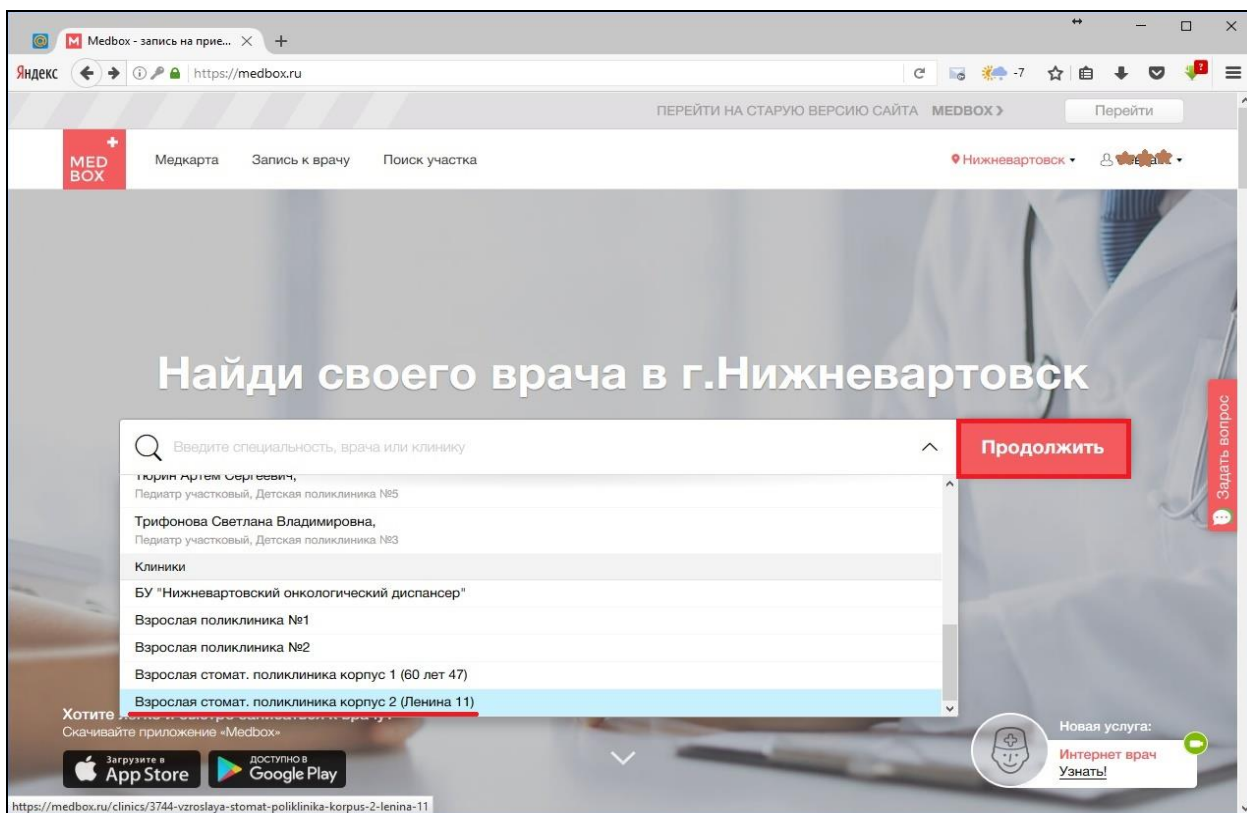 Medbox - запись на прие...
Яндекс
https://medbox.ru
-7
?
ПЕРЕЙТИ НА СТАРУЮ ВЕРСИЮ САЙТА MEDBOX
Перейти
MED
BOX
Медкарта
Запись к врачу
Поиск участка
Нижневартовск
Найди своего врача в г.Нижневартовск
Введите специальность, врача или клинику
Продолжить
Задать вопрос
Тюрин Артем Сергеевич,
Педиатр участковый, Детская поликлиника №5
Трифонова Светлана Владимировна,
Педиатр участковый, Детская поликлиника №3
Клиники
БУ "Нижневартовский онкологический диспансер"
Взрослая поликлиника №1
Взрослая поликлиника №2
Взрослая стомат. поликлиника корпус 1 (60 лет 47)
Взрослая стомат. поликлиника корпус 2 (Ленина 11)
Хотите
Скачивайте приложение «Medbox»
Загрузите в
App Store
ДОСТУПНО В
Google Play
Новая услуга:
Интернет врач
Узнать!
https://medbox.ru/clinics/3744-vzroslaya-stomat-poliklinika-korpus-2-lenina-11